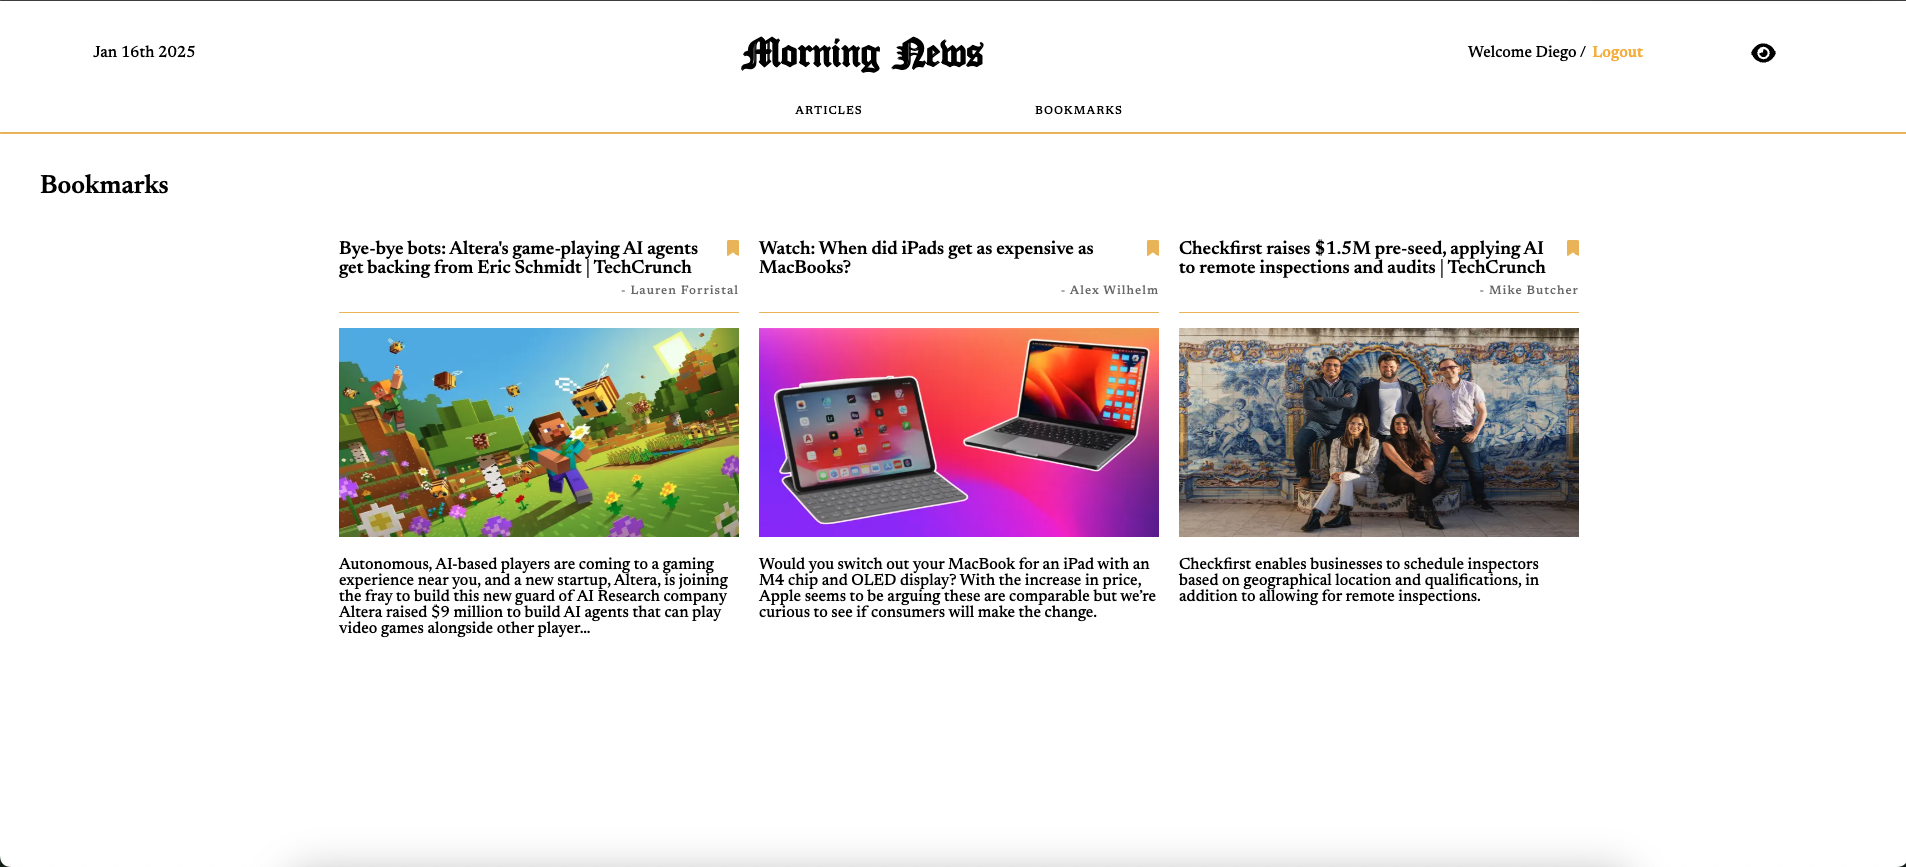 Jan 16th 2025
Morning News
Welcome Diego / Logout
ARTICLES
BOOKMARKS
Bookmarks
Bye-bye bots: Altera's game-playing AI agents
get backing from Eric Schmidt | TechCrunch
- Lauren Forristal
Autonomous, AI-based players are coming to a gaming
experience near you, and a new startup, Altera, is joining
the fray to build this new guard of AI Research company
Altera raised $9 million to build AI agents that can play
video games alongside other player...
Watch: When did iPads get as expensive as
MacBooks?
- Alex Wilhelm
Would you switch out your MacBook for an iPad with an
M4 chip and OLED display? With the increase in price,
Apple seems to be arguing these are comparable but we’re
curious to see if consumers will make the change.
Checkfirst raises $1.5M pre-seed, applying AI
to remote inspections and audits | TechCrunch
- Mike Butcher
Checkfirst enables businesses to schedule inspectors
based on geographical location and qualifications, in
addition to allowing for remote inspections.